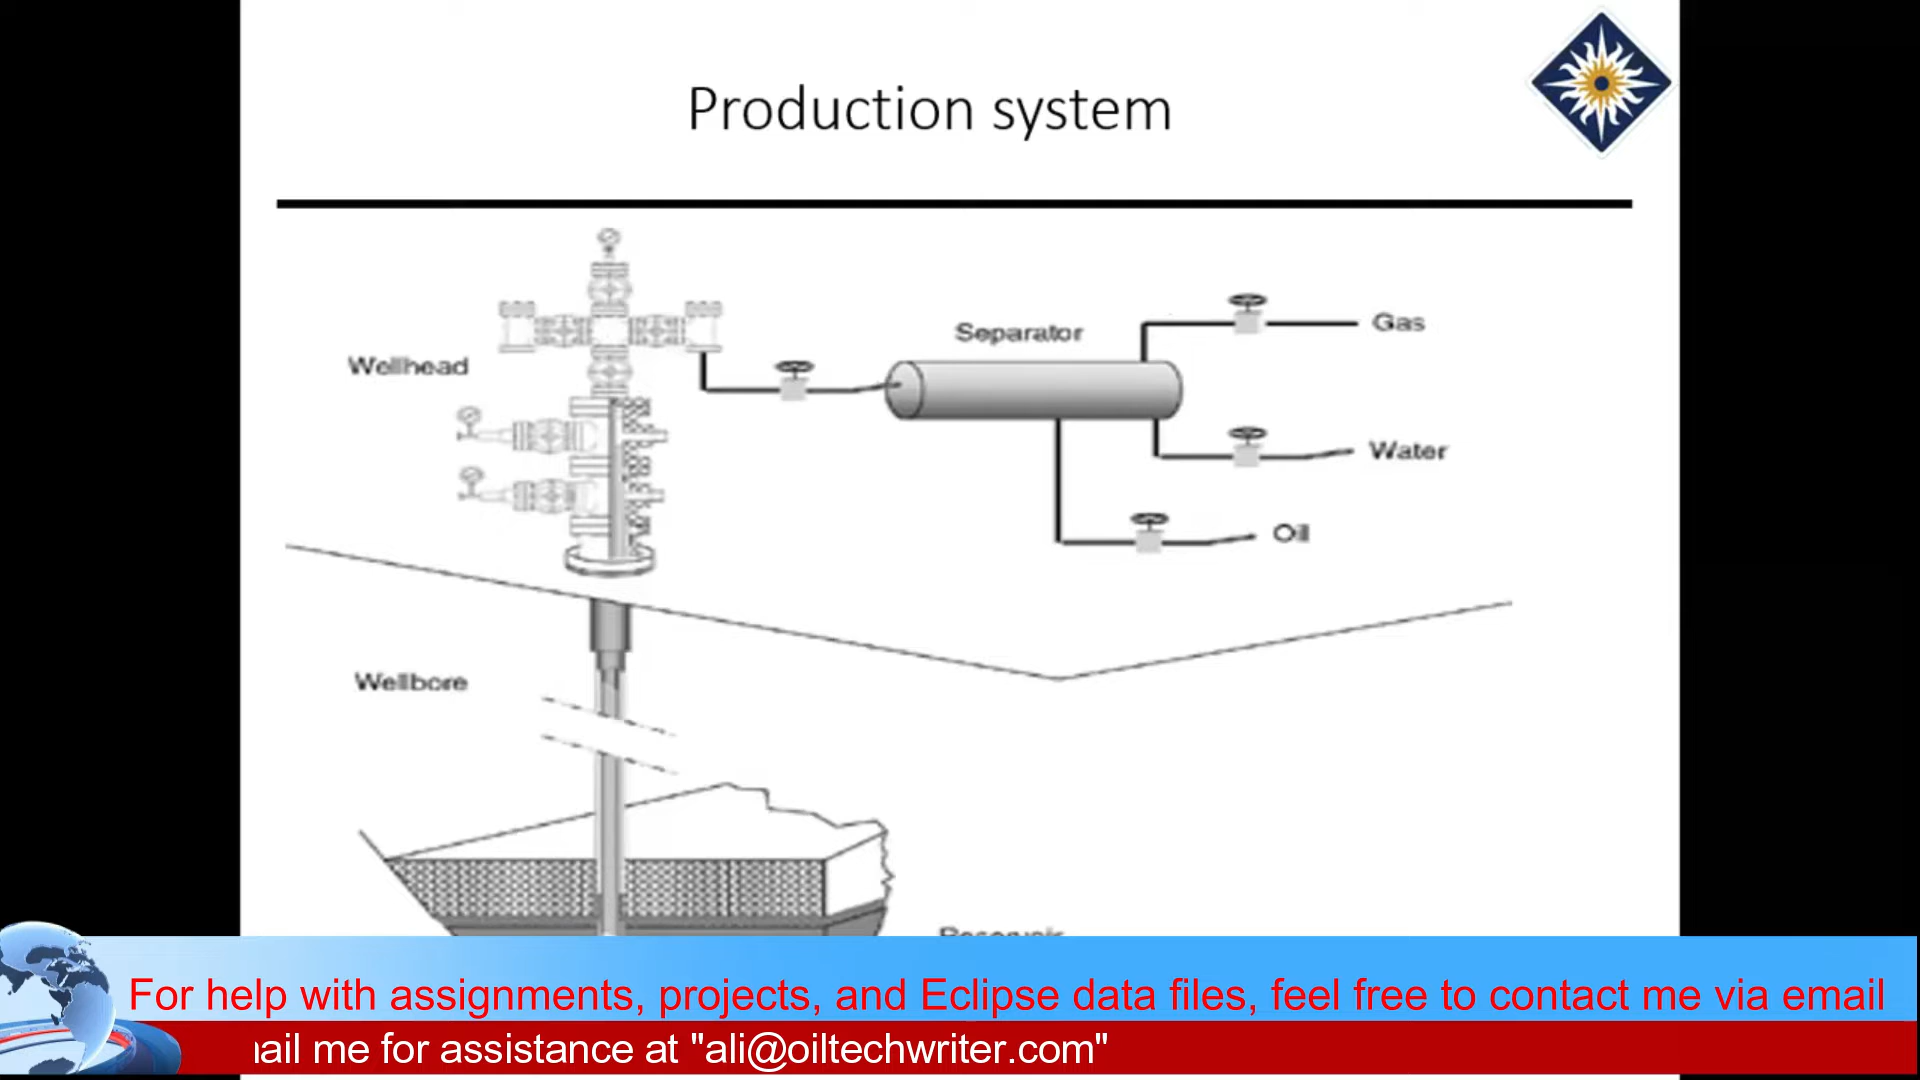 Production system
Separator
Gas
Wellhead
Water
Oil
Wellbore
Reservoir
For help with assignments, projects, and Eclipse data files, feel free to contact me via email
me for assistance at "ali@oiltechwriter.com"